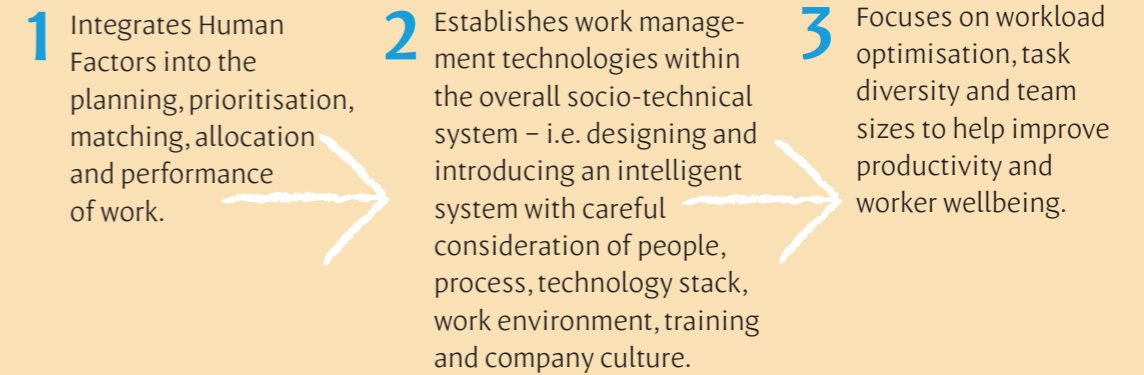 1 Integrates Human
Factors into the
planning, prioritisation,
matching, allocation
and performance
of work.
2 Establishes work manage-
ment technologies within
the overall socio-technical
system – i.e. designing and
introducing an intelligent
system with careful
consideration of people,
process, technology stack,
work environment, training
and company culture.
3 Focuses on workload
optimisation, task
diversity and team
sizes to help improve
productivity and
worker wellbeing.